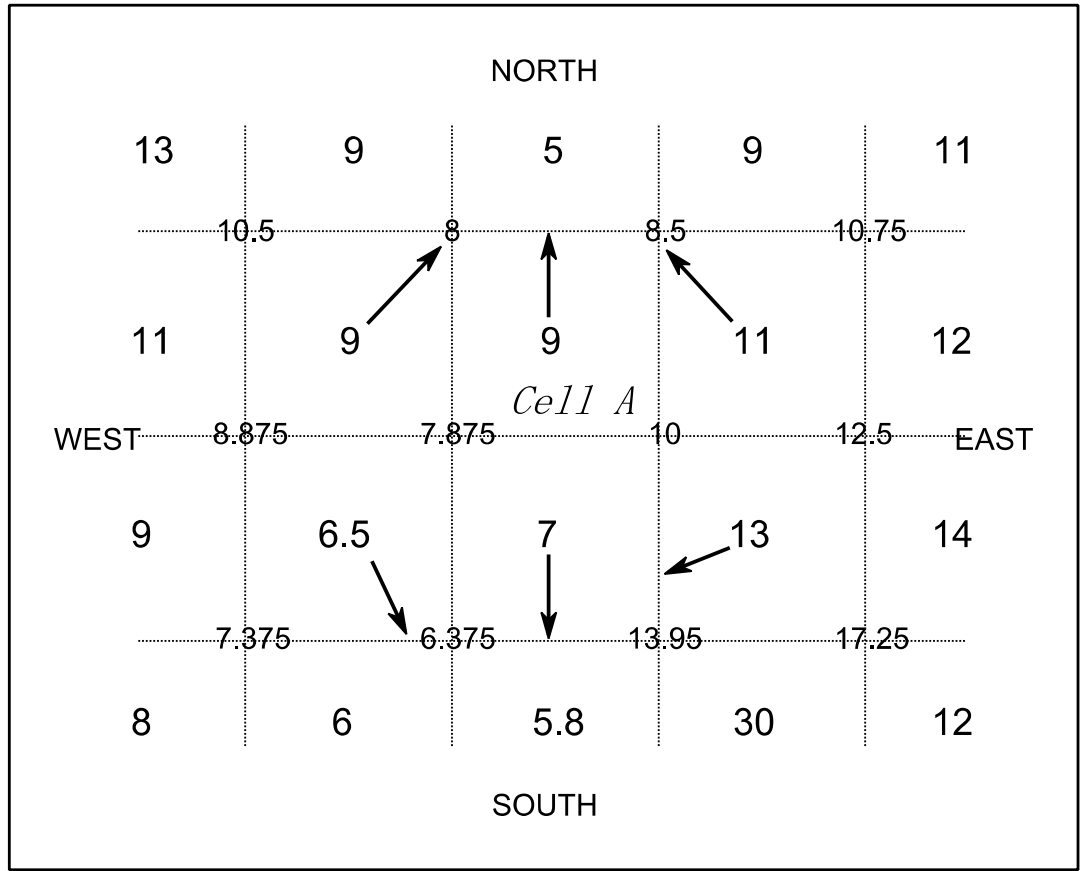 NORTH
13 9 5 9 11
10.5 8 8.5 10.75
9 9 11
11 12
Cell A
WEST 8.875 7.875 10 12.5 EAST
9 6.5 7 13 14
7.375 6.375 13.95 17.25
8 6 5.8 30 12
SOUTH